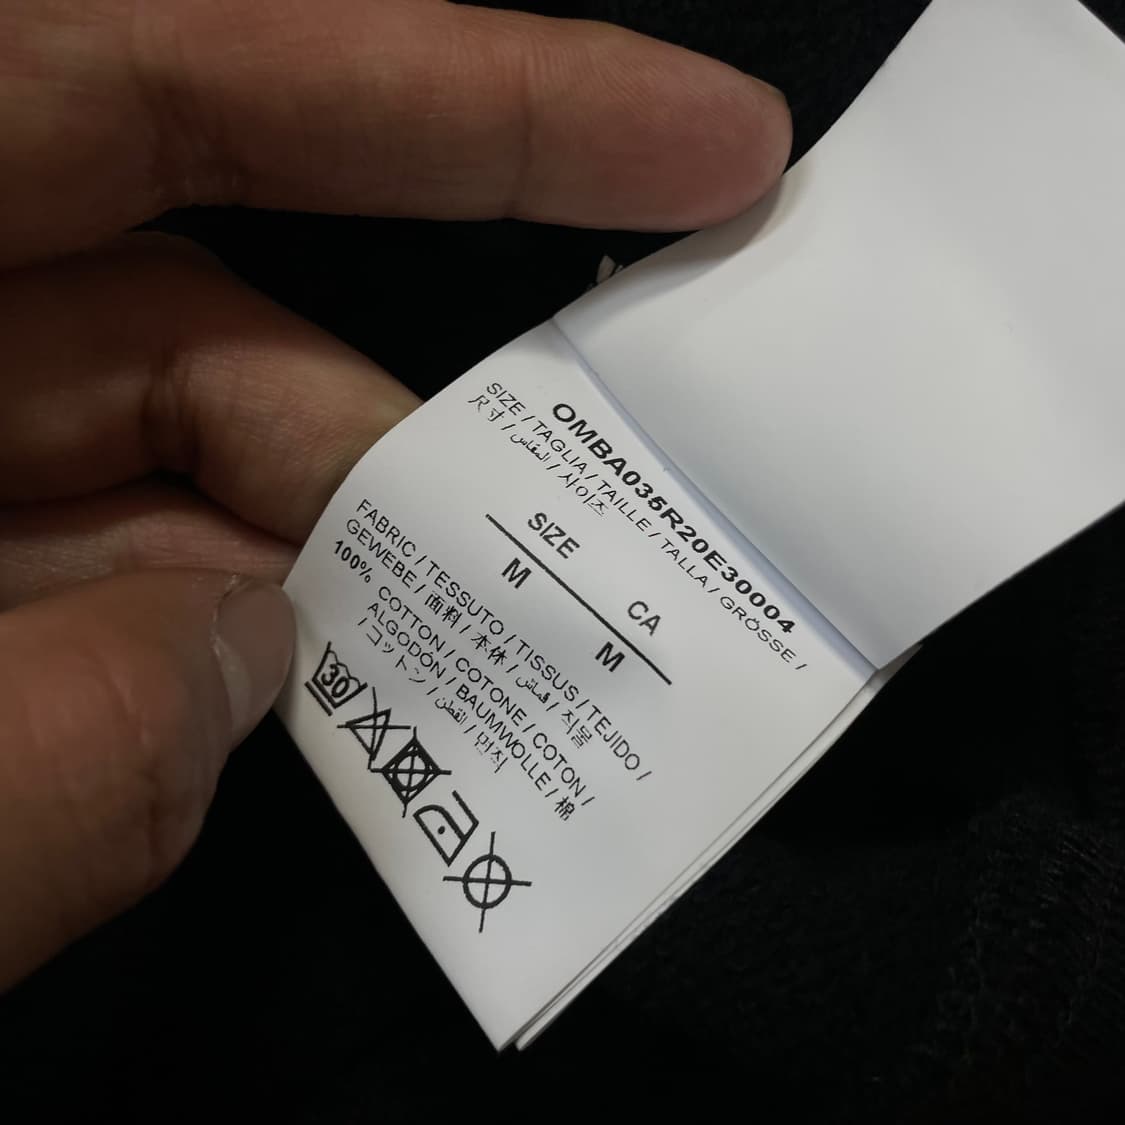 OMBA035R20E30004
SIZE / TAGLIA / TAILLE / TALLA / GRÖSSE /
尺寸 / المقاس / 사이즈
SIZE CA
M M
FABRIC / TESSUTO / TISSUS / TEJIDO /
GEWEBE / 面料 / 本体 / قماش / 직물
100% COTTON / COTONE / COTON /
ALGODÓN / BAUMWOLLE / 棉
/ コットン / القطن / 면직
30